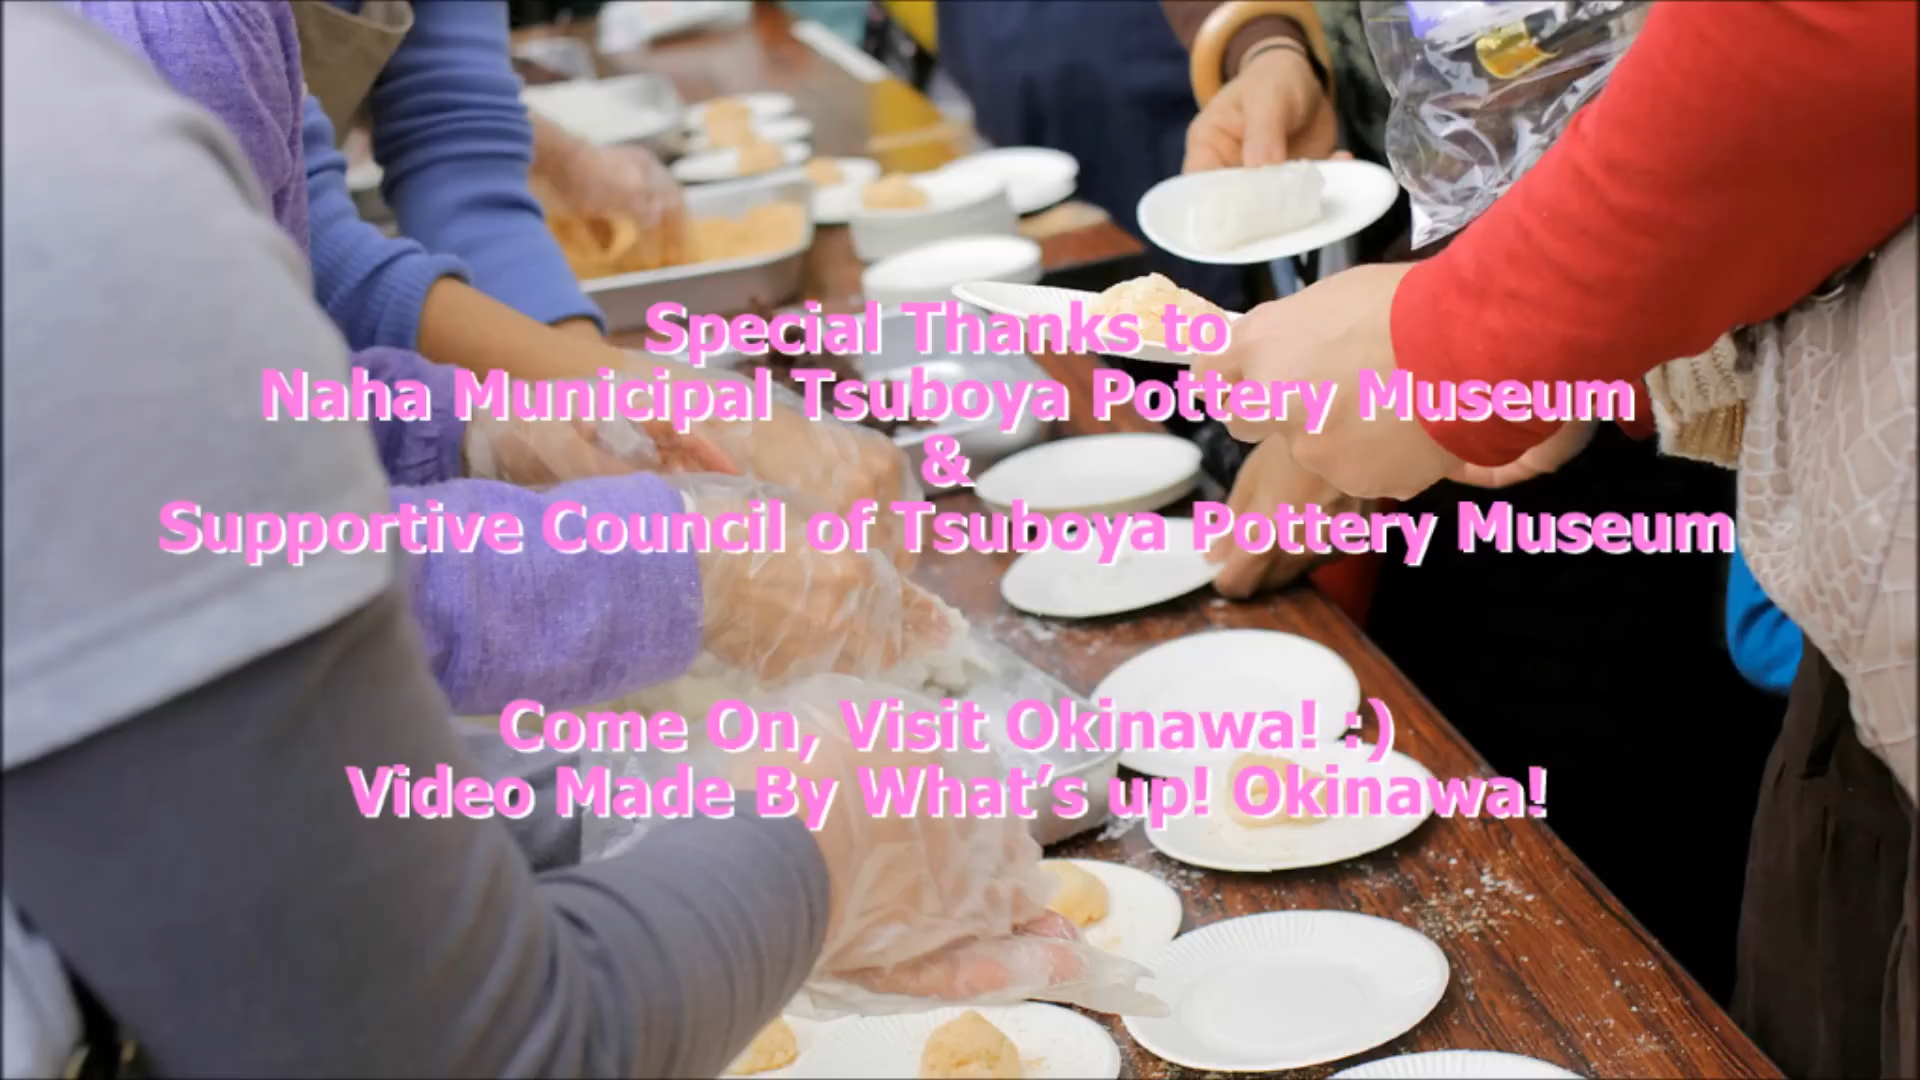 Special Thanks to
Naha Municipal Tsuboya Pottery Museum
&
Supportive Council of Tsuboya Pottery Museum
Come On, Visit Okinawa! :)
Video Made By What’s up! Okinawa!